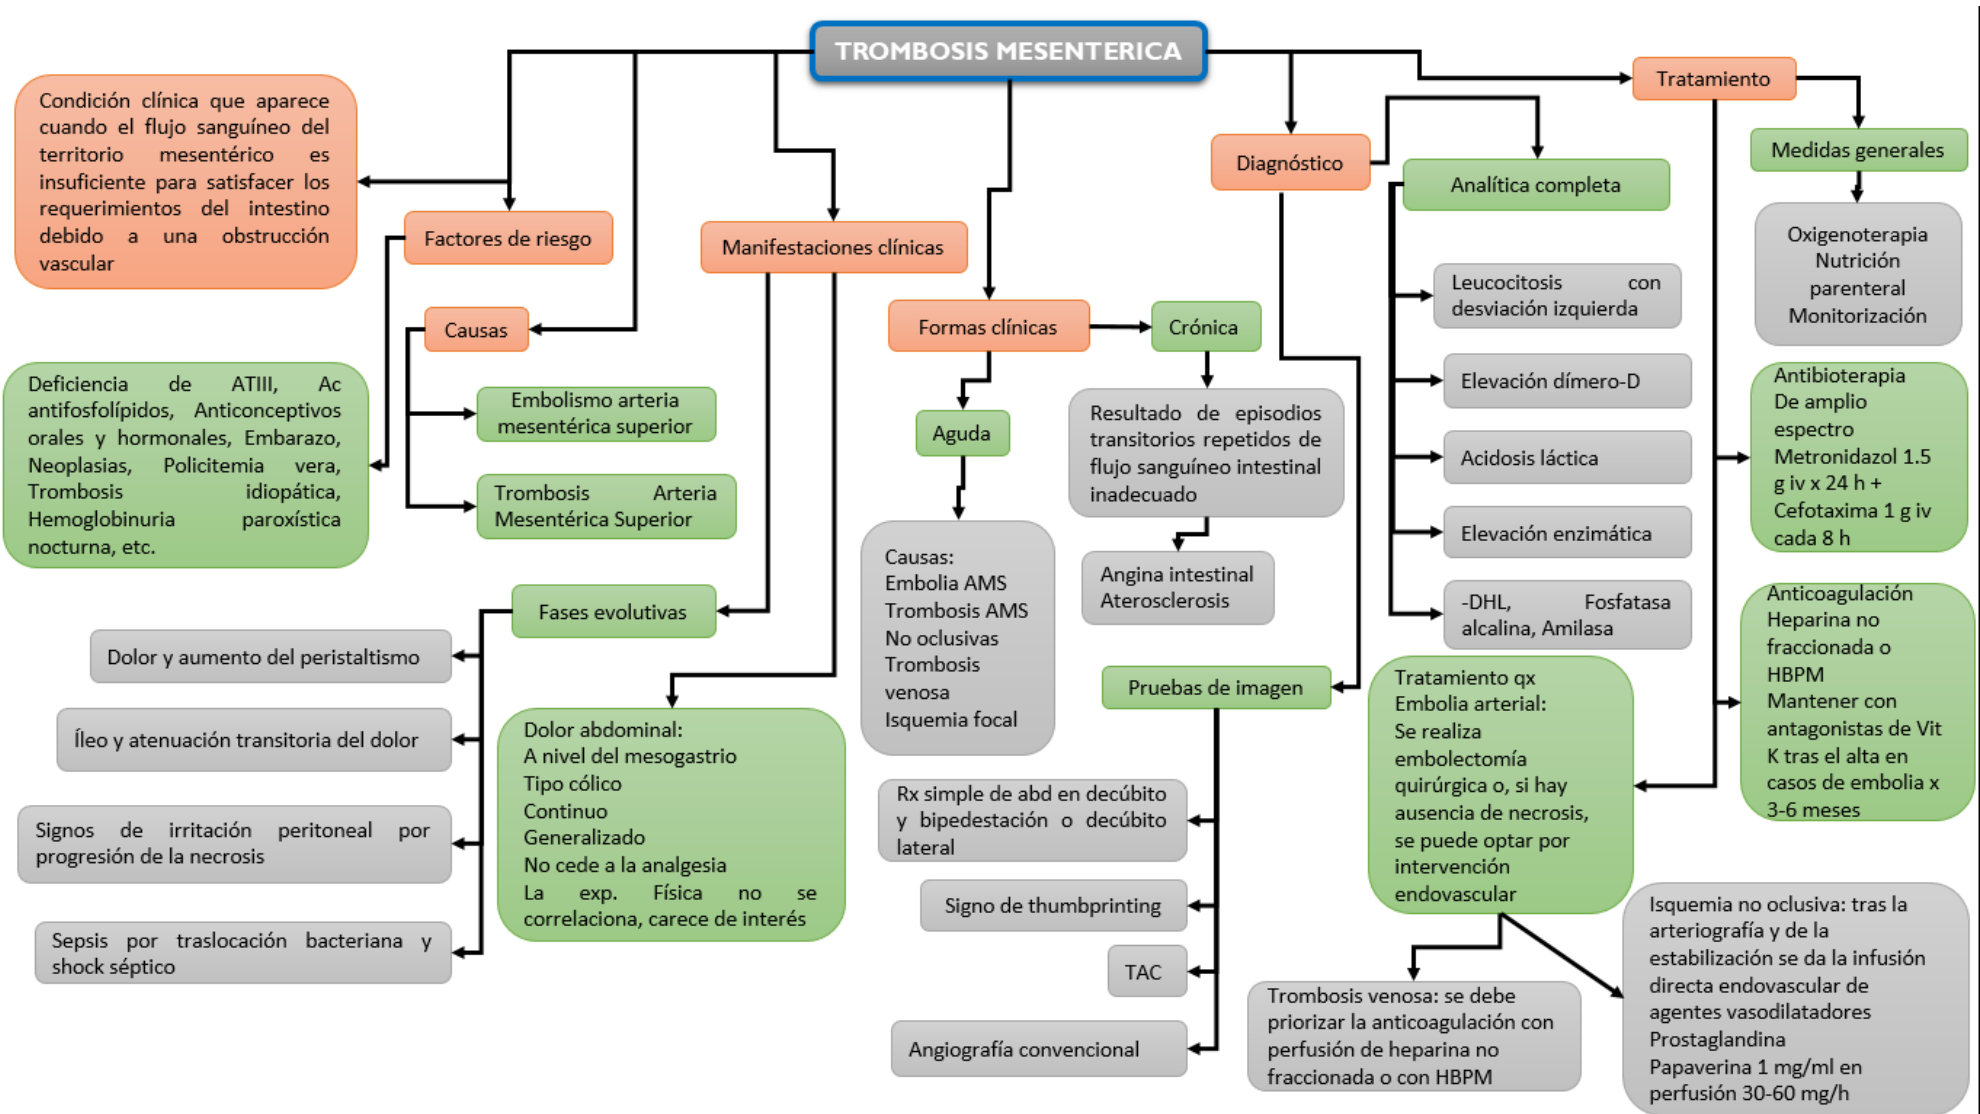 TROMBOSIS MESENTERICA
Condición clínica que aparece
cuando el flujo sanguíneo del
territorio mesentérico es
insuficiente para satisfacer los
requerimientos del intestino
debido a una obstrucción
vascular
Factores de riesgo
Deficiencia de ATIII, Ac
antifosfolípidos, Anticonceptivos
orales y hormonales, Embarazo,
Neoplasias, Policitemia vera,
Trombosis idiopática,
Hemoglobinuria paroxística
nocturna, etc.
Causas
Embolismo arteria
mesentérica superior
Trombosis Arteria
Mesentérica Superior
Manifestaciones clínicas
Fases evolutivas
Dolor y aumento del peristaltismo
Íleo y atenuación transitoria del dolor
Signos de irritación peritoneal por
progresión de la necrosis
Sepsis por traslocación bacteriana y
shock séptico
Dolor abdominal:
A nivel del mesogastrio
Tipo cólico
Continuo
Generalizado
No cede a la analgesia
La exp. Física no se
correlaciona, carece de interés
Formas clínicas
Aguda
Causas:
Embolia AMS
Trombosis AMS
No oclusivas
Trombosis
venosa
Isquemia focal
Crónica
Resultado de episodios
transitorios repetidos de
flujo sanguíneo intestinal
inadecuado
Angina intestinal
Aterosclerosis
Diagnóstico
Analítica completa
Leucocitosis con
desviación izquierda
Elevación dímero-D
Acidosis láctica
Elevación enzimática
-DHL, Fosfatasa
alcalina, Amilasa
Pruebas de imagen
Rx simple de abd en decúbito
y bipedestación o decúbito
lateral
Signo de thumbprinting
TAC
Angiografía convencional
Tratamiento
Medidas generales
Oxigenoterapia
Nutrición
parenteral
Monitorización
Antibioterapia
De amplio
espectro
Metronidazol 1.5
g iv x 24 h +
Cefotaxima 1 g iv
cada 8 h
Anticoagulación
Heparina no
fraccionada o
HBPM
Mantener con
antagonistas de Vit
K tras el alta en
casos de embolia x
3-6 meses
Tratamiento qx
Embolia arterial:
Se realiza
embolectomía
quirúrgica o, si hay
ausencia de necrosis,
se puede optar por
intervención
endovascular
Trombosis venosa: se debe
priorizar la anticoagulación con
perfusión de heparina no
fraccionada o con HBPM
Isquemia no oclusiva: tras la
arteriografía y de la
estabilización se da la infusión
directa endovascular de
agentes vasodilatadores
Prostaglandina
Papaverina 1 mg/ml en
perfusión 30-60 mg/h